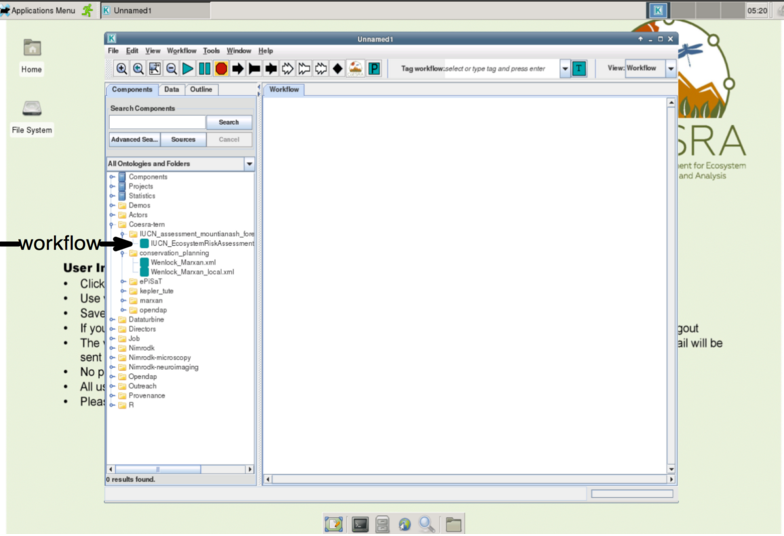 Applications Menu
Unnamed1
05:20
Home
File System
Unnamed1
File Edit View Workflow Tools Window Help
Tag workflow: select or type tag and press enter
T
View: Workflow
P
Components Data Outline
Workflow
Search Components
Search
Advanced Sea... Sources Cancel
All Ontologies and Folders
Components
Projects
Statistics
Demos
Actors
Coesra-tern
IUCN_assessment_mountianash_fore
workflow
IUCN_EcosystemRiskAssessment
conservation_planning
Wenlock_Marxan.xml
Wenlock_Marxan_local.xml
ePiSaT
kepler_tute
marxan
opendap
Dataturbine
Directors
Job
Nimrodk
Nimrodk-microscopy
Nimrodk-neuroimaging
Opendap
Outreach
Provenance
R
0 results found.
SRA
ent for Ecosystem
and Analysis
User In
• Click
• Use
• Save
• If you
gout
• The
ail will be
sent
• No p
• All us
• Pleas